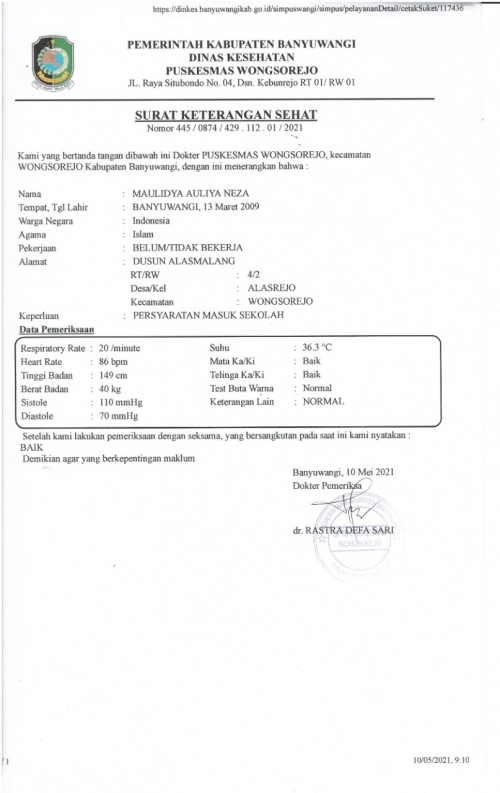 https://dinkes.banyuwangikab.go.id/simpuswangi/simpus/pelayananDetail/cetakSuket/117436
PEMERINTAH KABUPATEN BANYUWANGI
DINAS KESEHATAN
PUSKESMAS WONGSOREJO
JL. Raya Situbondo No. 04, Dsn. Kebunrejo RT 01/ RW 01
SURAT KETERANGAN SEHAT
Nomor 445 / 0874 / 429 . 112 . 01 / 2021
Kami yang bertanda tangan dibawah ini Dokter PUSKESMAS WONGSOREJO, kecamatan
WONGSOREJO Kabupaten Banyuwangi, dengan ini menerangkan bahwa :
Nama : MAULIDYA AULIYA NEZA
Tempat, Tgl Lahir : BANYUWANGI, 13 Maret 2009
Warga Negara : Indonesia
Agama : Islam
Pekerjaan : BELUM/TIDAK BEKERJA
Alamat : DUSUN ALASMALANG
RT/RW : 4/2
Desa/Kel : ALASREJO
Kecamatan : WONGSOREJO
Keperluan : PERSYARATAN MASUK SEKOLAH
Data Pemeriksaan
Respiratory Rate : 20 /minute Suhu : 36.3 °C
Heart Rate : 86 bpm Mata Ka/Ki : Baik
Tinggi Badan : 149 cm Telinga Ka/Ki : Baik
Berat Badan : 40 kg Test Buta Warna : Normal
Sistole : 110 mmHg Keterangan Lain : NORMAL
Diastole : 70 mmHg
Setelah kami lakukan pemeriksaan dengan seksama, yang bersangkutan pada saat ini kami nyatakan :
BAIK
Demikian agar yang berkepentingan maklum
Banyuwangi, 10 Mei 2021
Dokter Pemeriksa
dr. RASTRA DEFA SARI
10/05/2021, 9:10